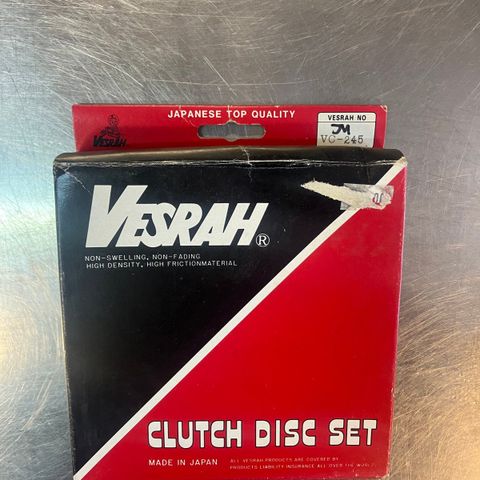 JAPANESE TOP QUALITY
VESRAH NO
JM
VC-245
VESRAH
VESRAH®
NON-SWELLING, NON-FADING
HIGH DENSITY, HIGH FRICTIONMATERIAL
CLUTCH DISC SET
MADE IN JAPAN
ALL VESRAH PRODUCTS ARE COVERED BY
PRODUCTS LIABILITY INSURANCE ALL OVER THE WORLD.